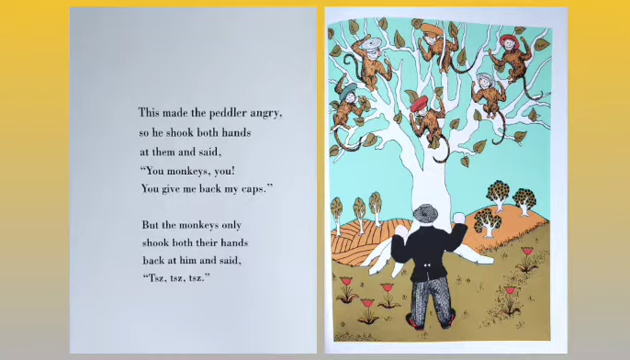 This made the peddler angry,
so he shook both hands
at them and said,
“You monkeys, you!
You give me back my caps.”
But the monkeys only
shook both their hands
back at him and said,
“Tsz, tsz, tsz.”